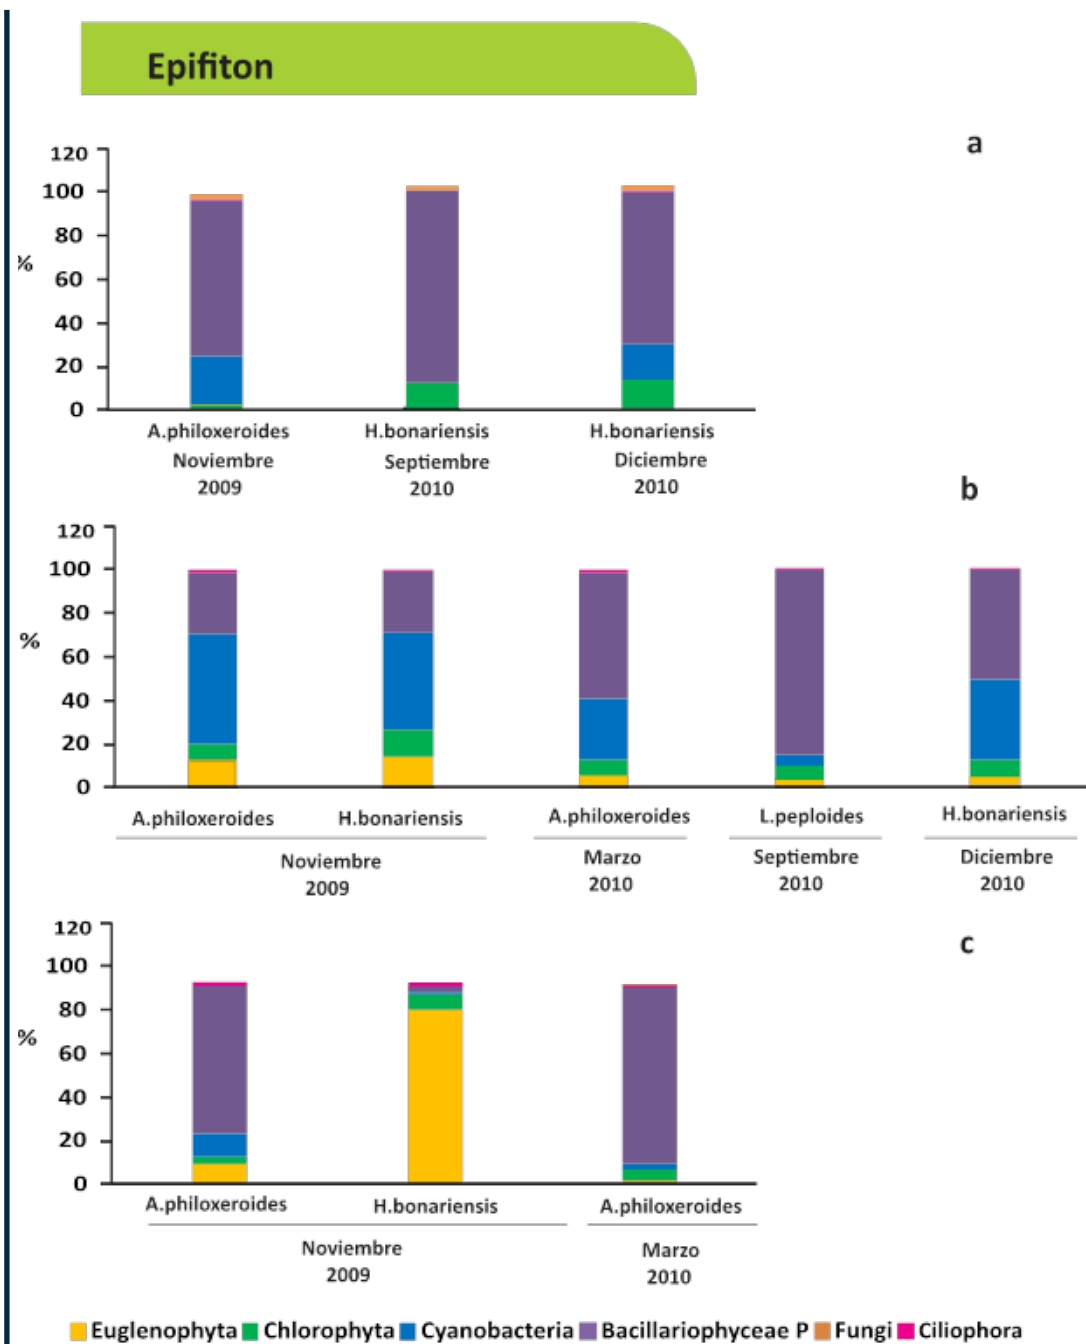 Epifiton
a
120
100
80
%
60
40
20
0
A.philoxeroides H.bonariensis H.bonariensis
Noviembre Septiembre Diciembre
2009 2010 2010
b
120
100
80
%
60
40
20
0
A.philoxeroides H.bonariensis A.philoxeroides L.peploides H.bonariensis
Noviembre Marzo Septiembre Diciembre
2009 2010 2010 2010
c
120
100
80
%
60
40
20
0
A.philoxeroides H.bonariensis A.philoxeroides
Noviembre Marzo
2009 2010
Euglenophyta Chlorophyta Cyanobacteria Bacillariophyceae P Fungi Ciliophora